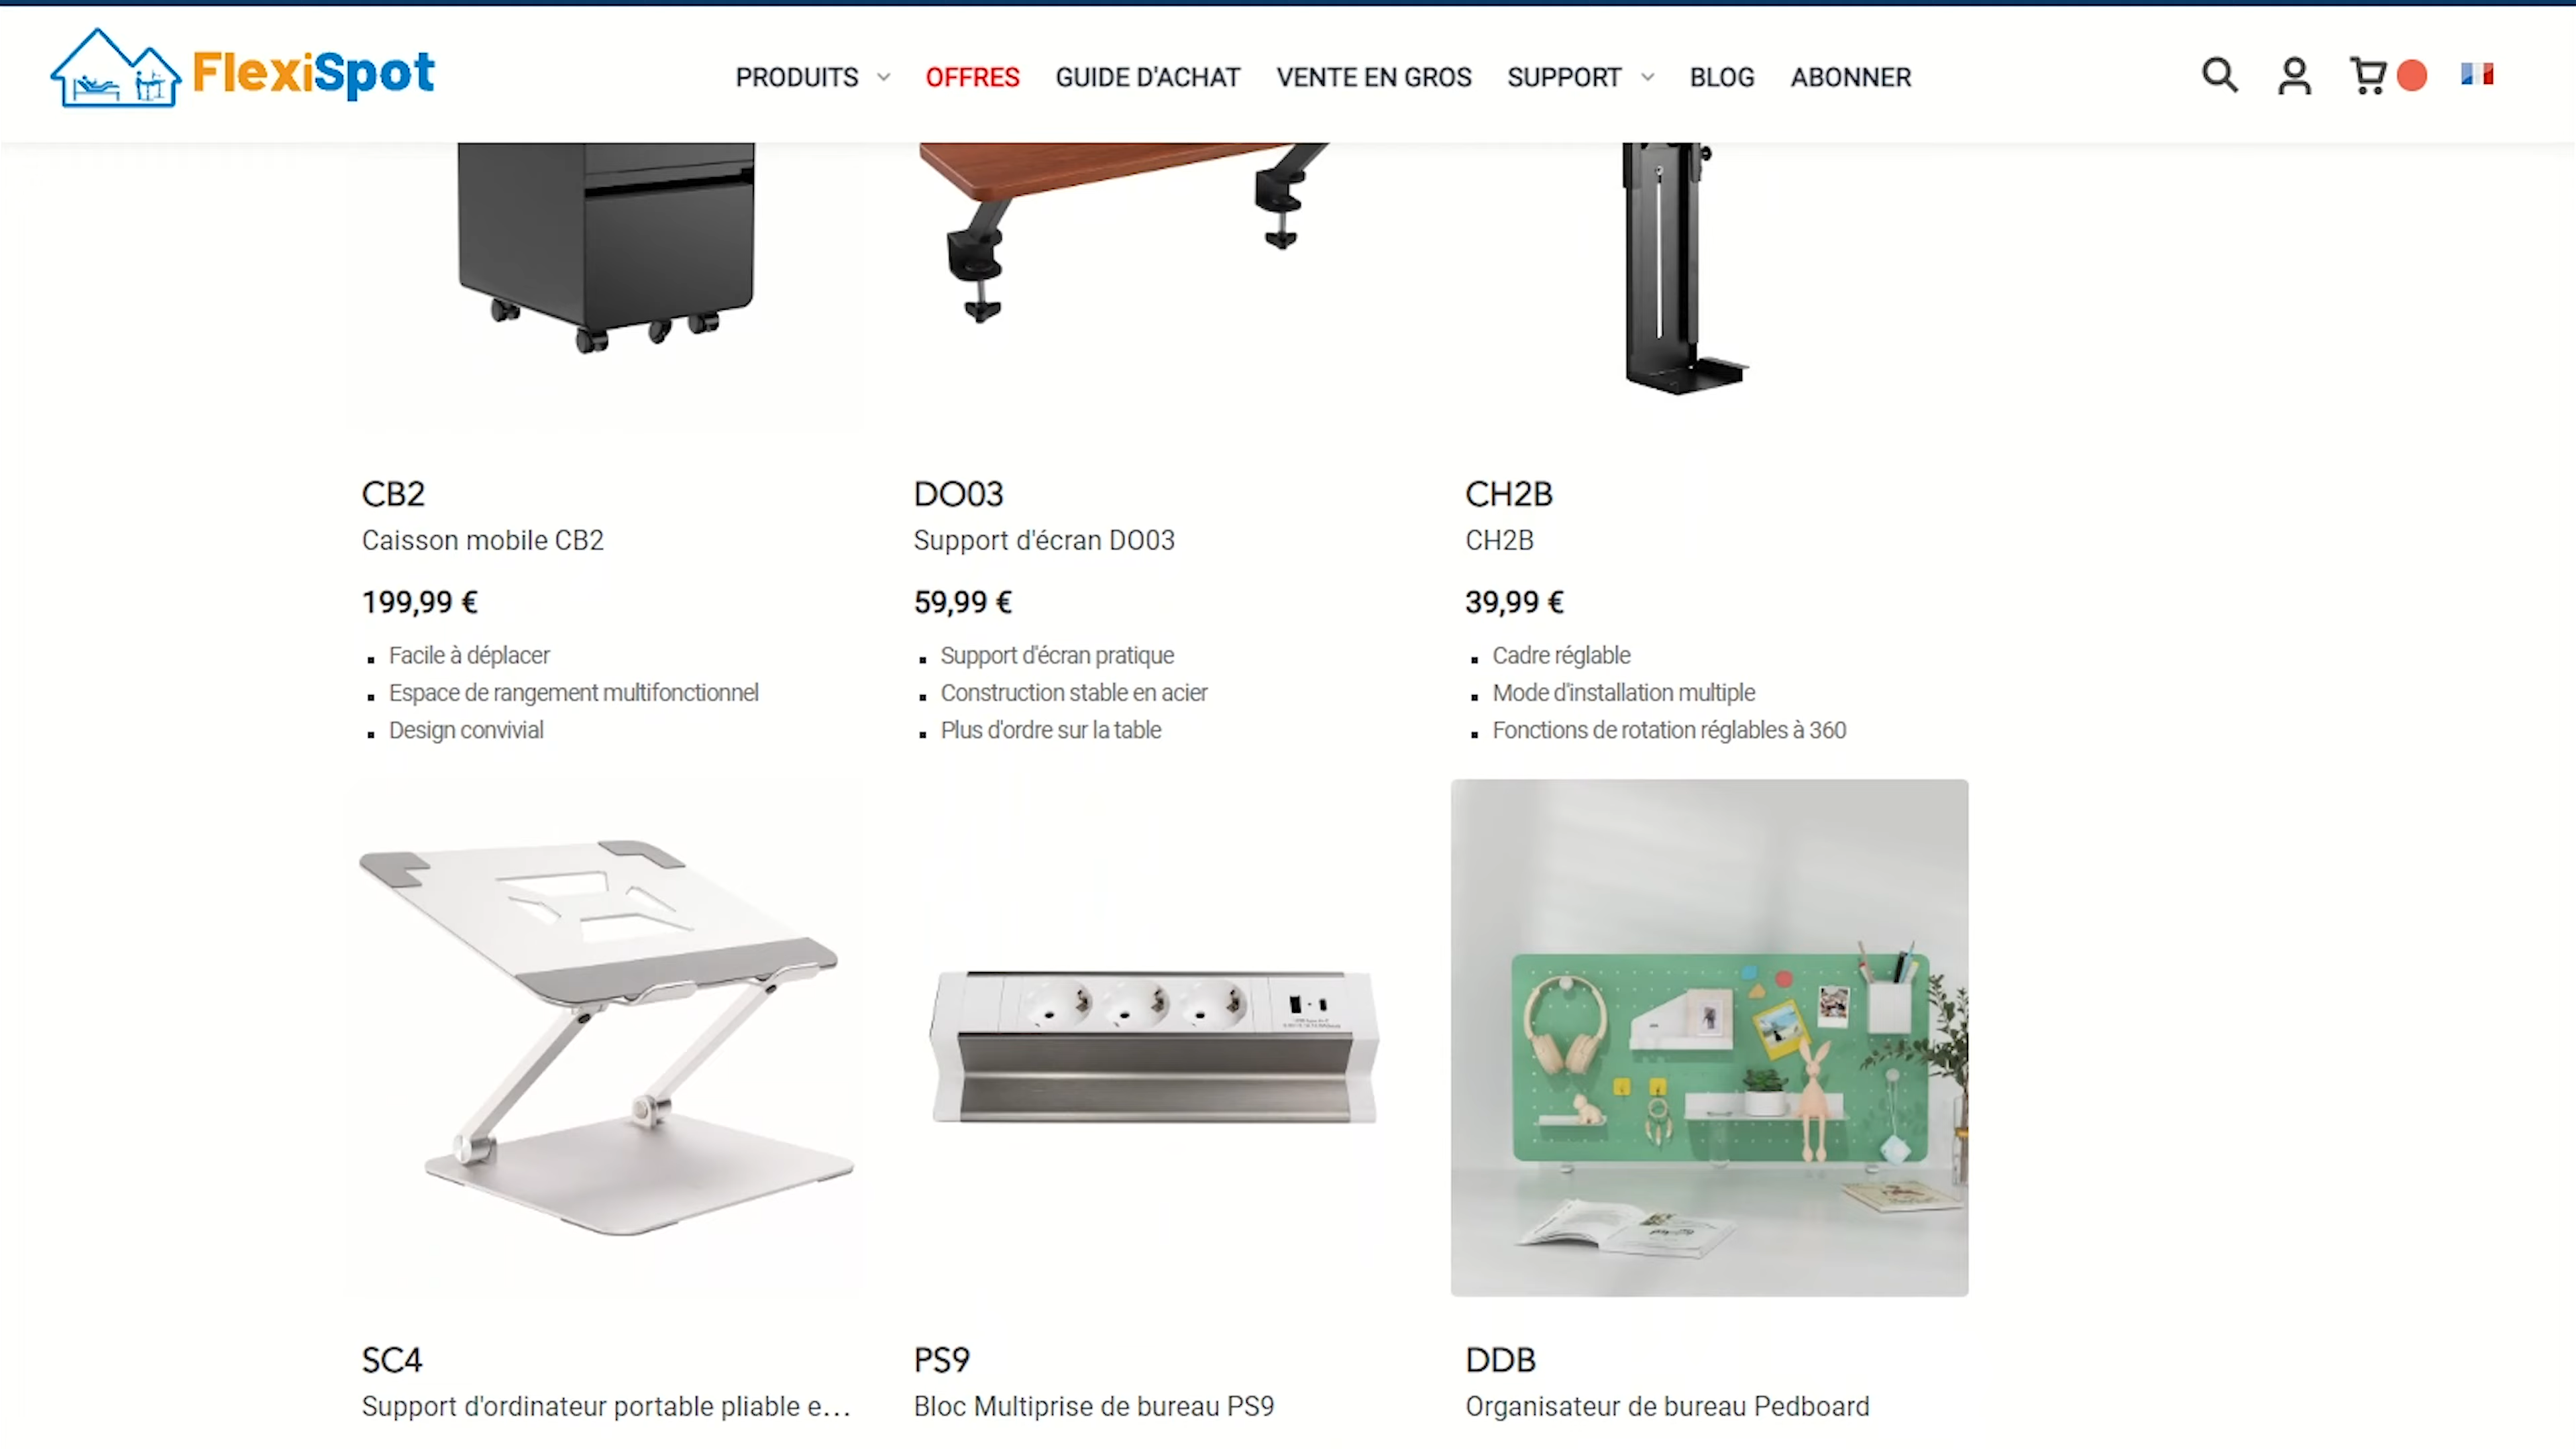 FlexiSpot
PRODUITS OFFRES GUIDE D'ACHAT VENTE EN GROS SUPPORT BLOG ABONNER
CB2
Caisson mobile CB2
199,99 €
Facile à déplacer
Espace de rangement multifonctionnel
Design convivial
DO03
Support d'écran DO03
59,99 €
Support d'écran pratique
Construction stable en acier
Plus d'ordre sur la table
CH2B
CH2B
39,99 €
Cadre réglable
Mode d'installation multiple
Fonctions de rotation réglables à 360
SC4
Support d'ordinateur portable pliable e...
PS9
Bloc Multiprise de bureau PS9
DDB
Organisateur de bureau Pedboard